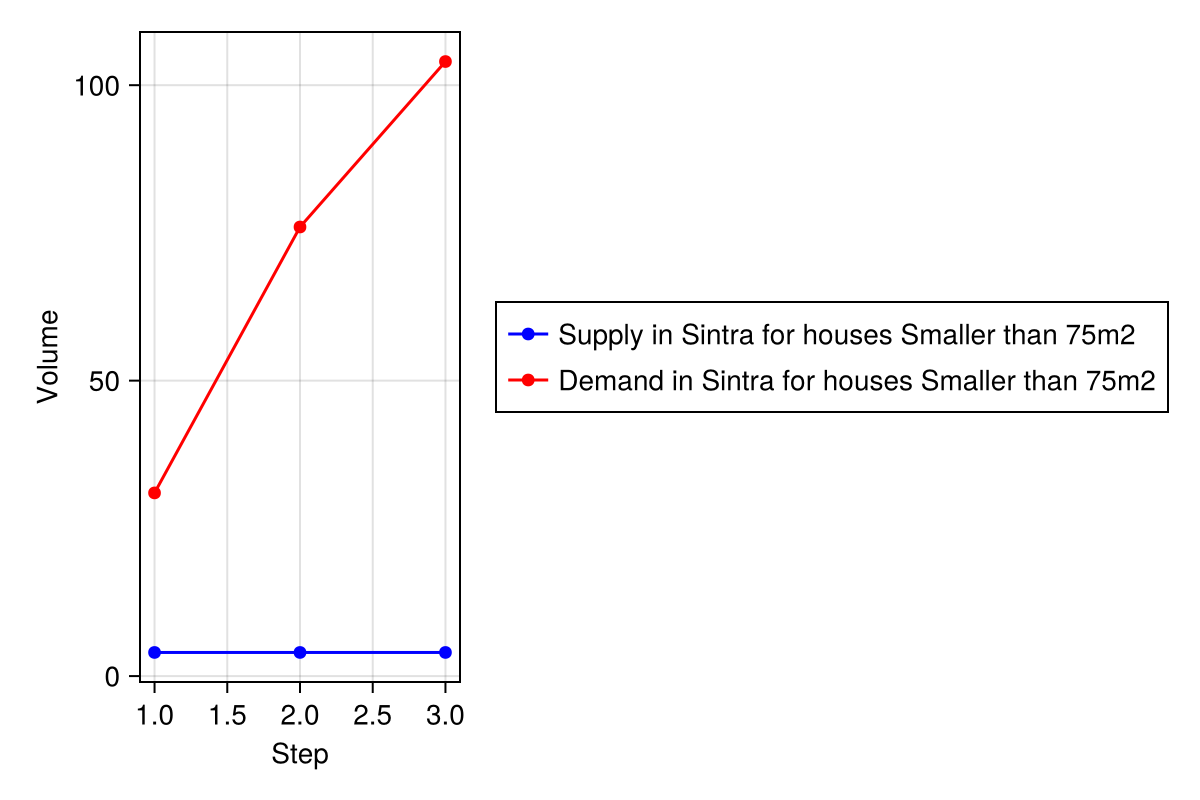 100
50
0
Volume
1.0 1.5 2.0 2.5 3.0
Step
Supply in Sintra for houses Smaller than 75m2
Demand in Sintra for houses Smaller than 75m2